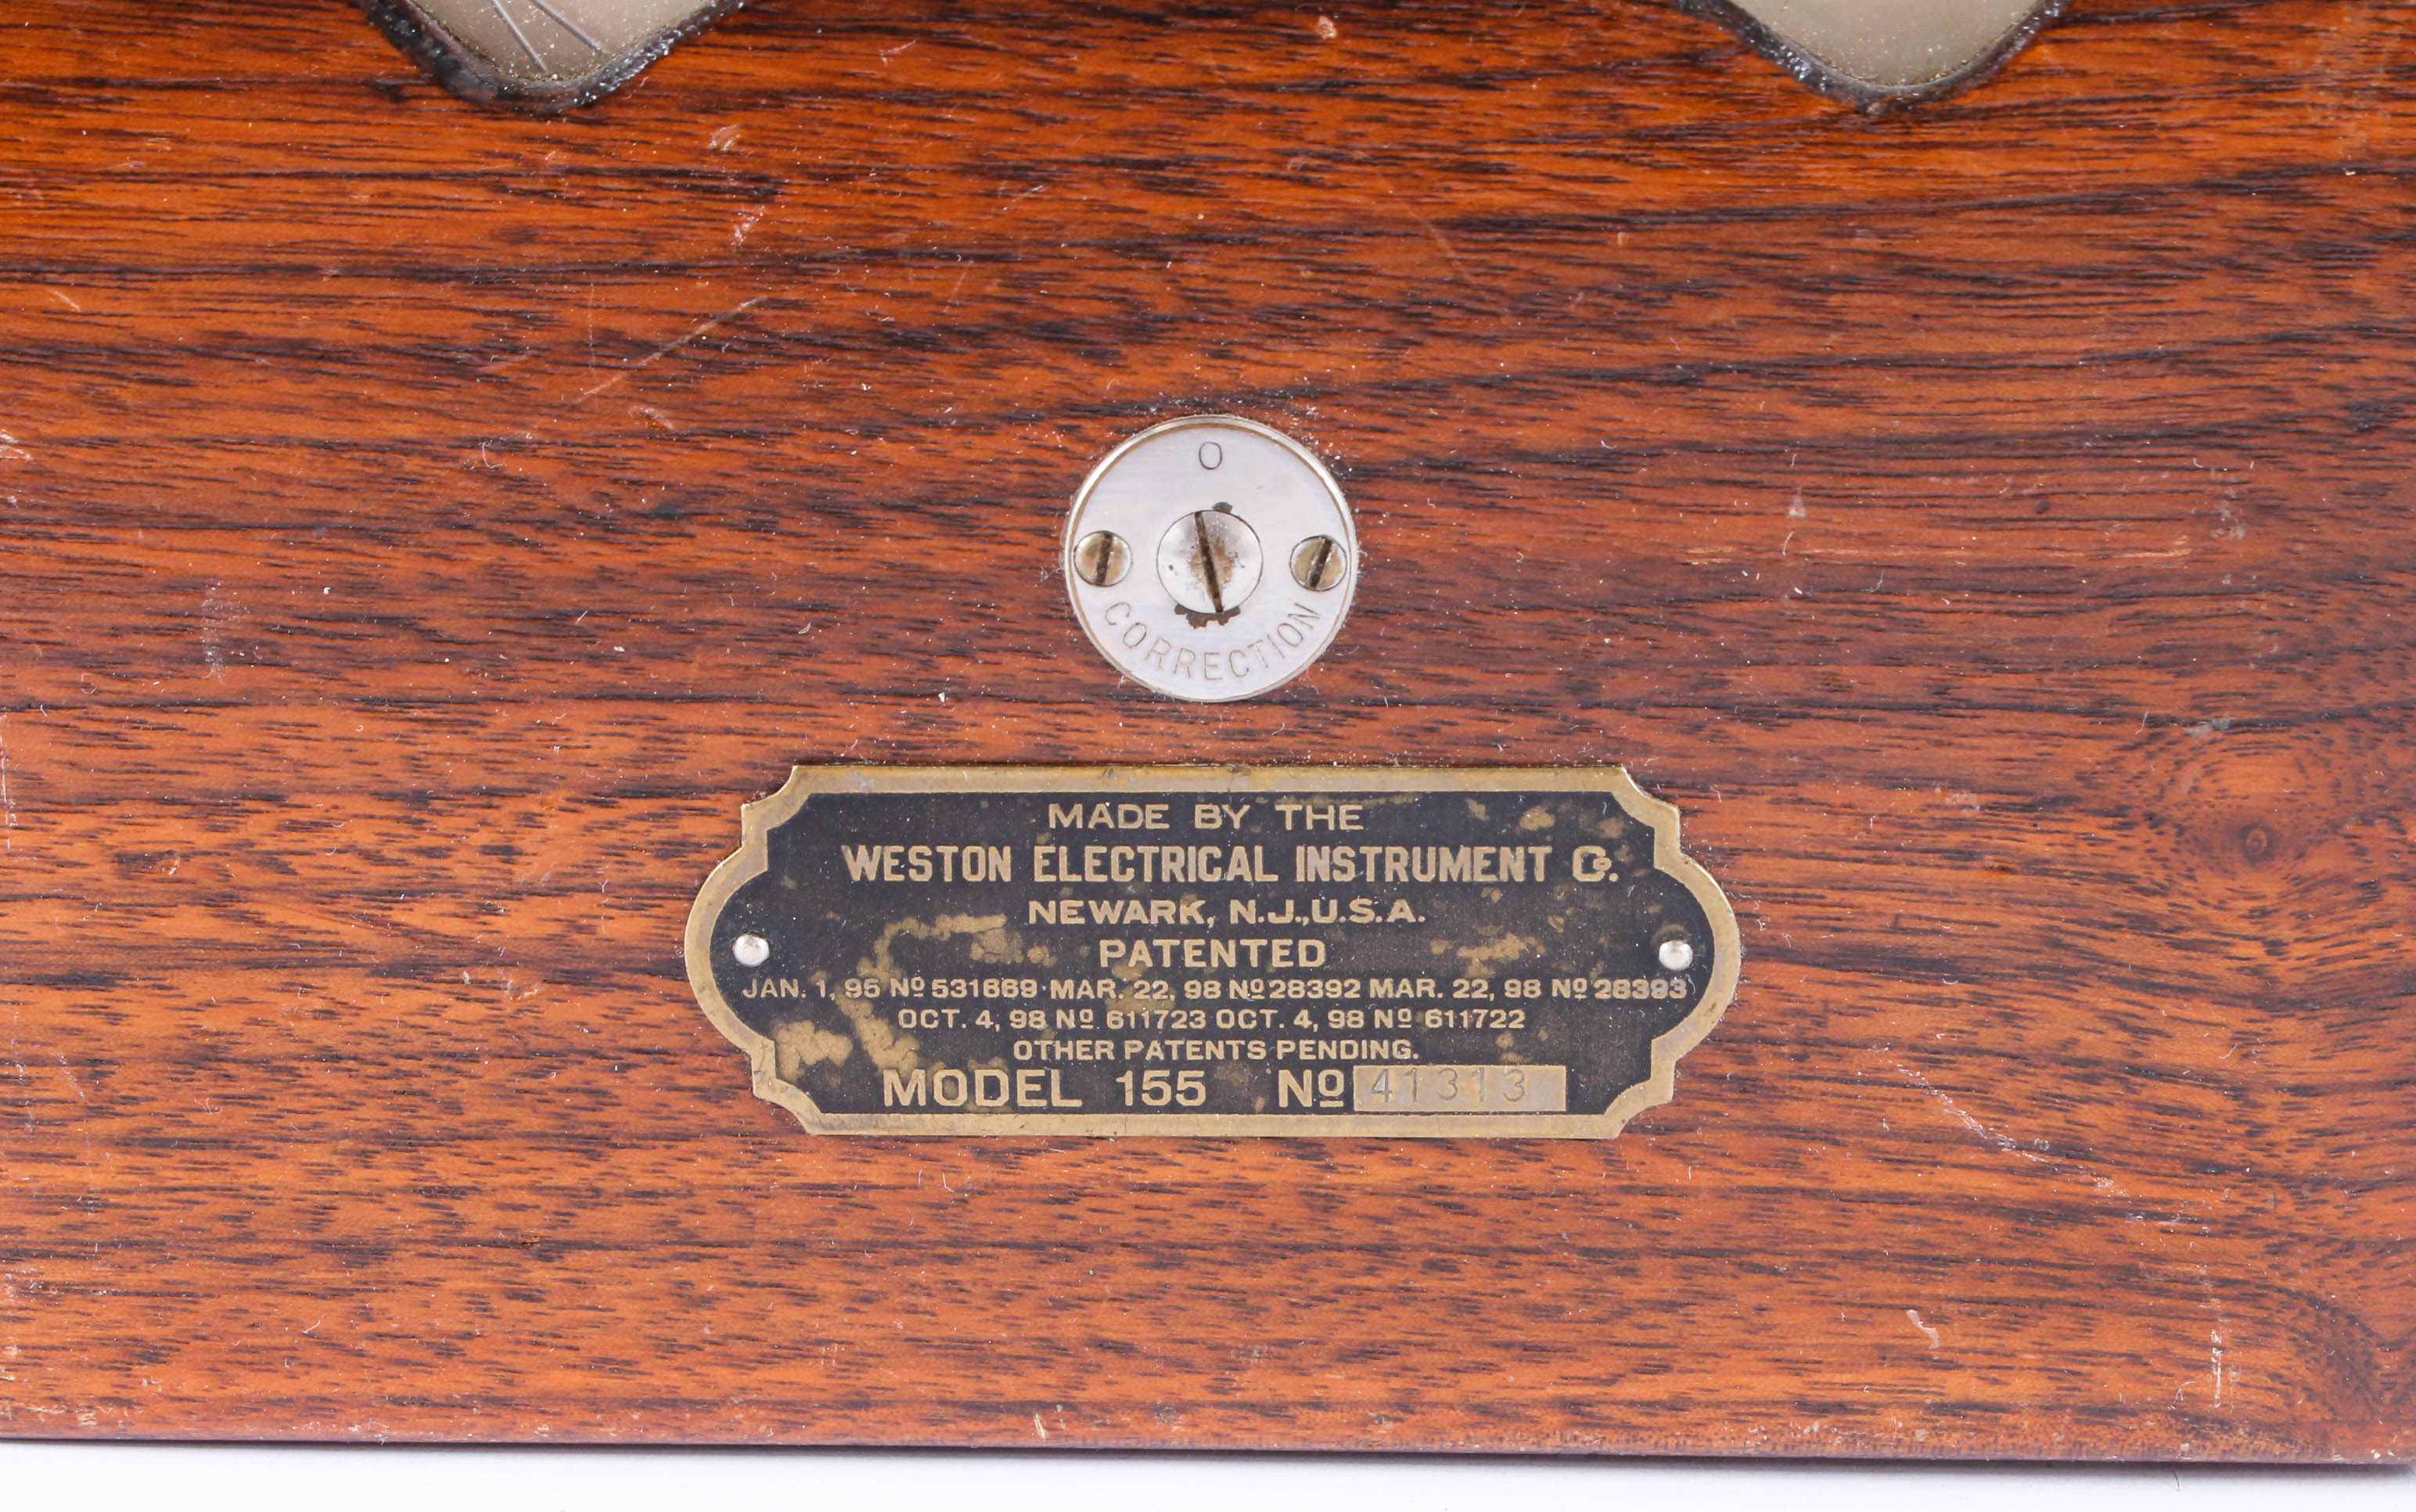 O
CORRECTION
MADE BY THE
WESTON ELECTRICAL INSTRUMENT Co.
NEWARK, N.J.,U.S.A.
PATENTED
JAN. 1, 95 No 531869 MAR. 22, 98 No 28392 MAR. 22, 98 No 28393
OCT. 4, 98 No 611723 OCT. 4, 98 No 611722
OTHER PATENTS PENDING.
MODEL 155 No 41313